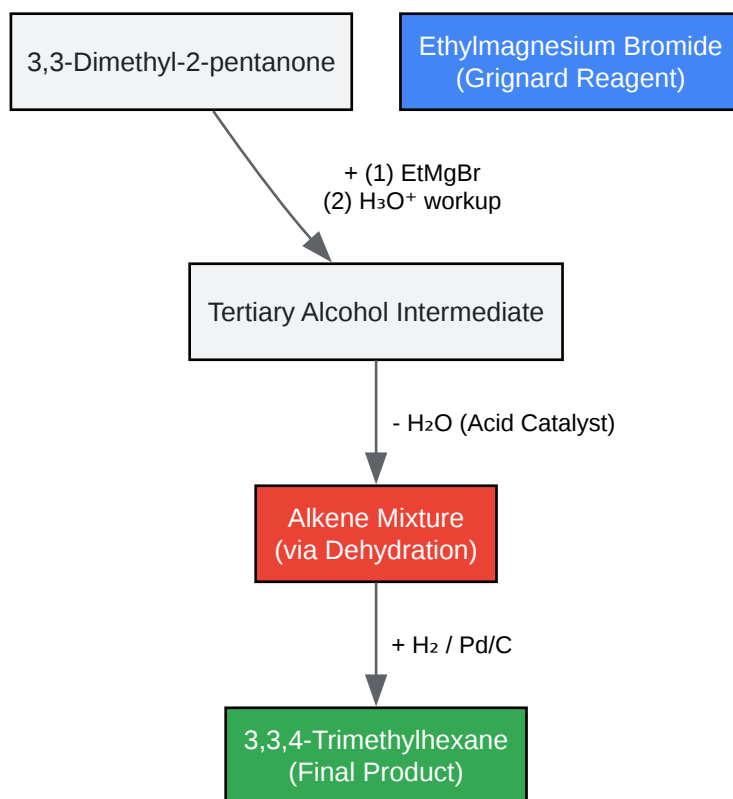 3,3-Dimethyl-2-pentanone
Ethylmagnesium Bromide
(Grignard Reagent)
+ (1) EtMgBr
(2) H₃O⁺ workup
Tertiary Alcohol Intermediate
- H₂O (Acid Catalyst)
Alkene Mixture
(via Dehydration)
+ H₂ / Pd/C
3,3,4-Trimethylhexane
(Final Product)